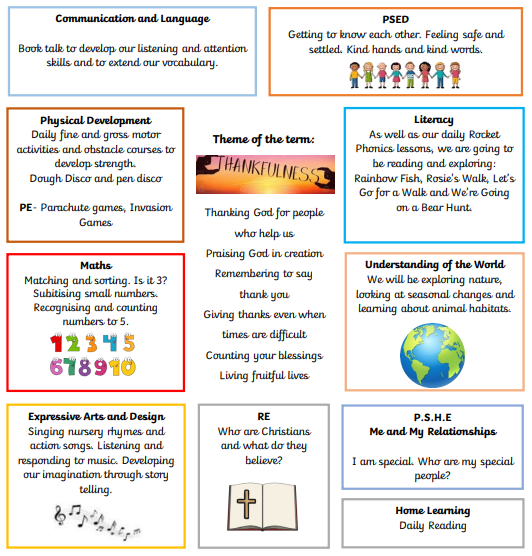 Communication and Language
Book talk to develop our listening and attention
skills and to extend our vocabulary.
PSED
Getting to know each other. Feeling safe and
settled. Kind hands and kind words.
Physical Development
Daily fine and gross motor
activities and obstacle courses to
develop strength.
Dough Disco and pen disco
PE- Parachute games, Invasion
Games
Theme of the term:
THANKFULNESS
Thanking God for people
who help us
Praising God in creation
Remembering to say
thank you
Giving thanks even when
times are difficult
Counting your blessings
Living fruitful lives
Literacy
As well as our daily Rocket
Phonics lessons, we are going to
be reading and exploring:
Rainbow Fish, Rosie's Walk, Let's
Go for a Walk and We're Going
on a Bear Hunt.
Maths
Matching and sorting. Is it 3?
Subitising small numbers.
Recognising and counting
numbers to 5.
1 2 3 4 5
6 7 8 9 10
Understanding of the World
We will be exploring nature,
looking at seasonal changes and
learning about animal habitats.
Expressive Arts and Design
Singing nursery rhymes and
action songs. Listening and
responding to music. Developing
our imagination through story
telling.
RE
Who are Christians
and what do they
believe?
P.S.H.E
Me and My Relationships
I am special. Who are my special
people?
Home Learning
Daily Reading